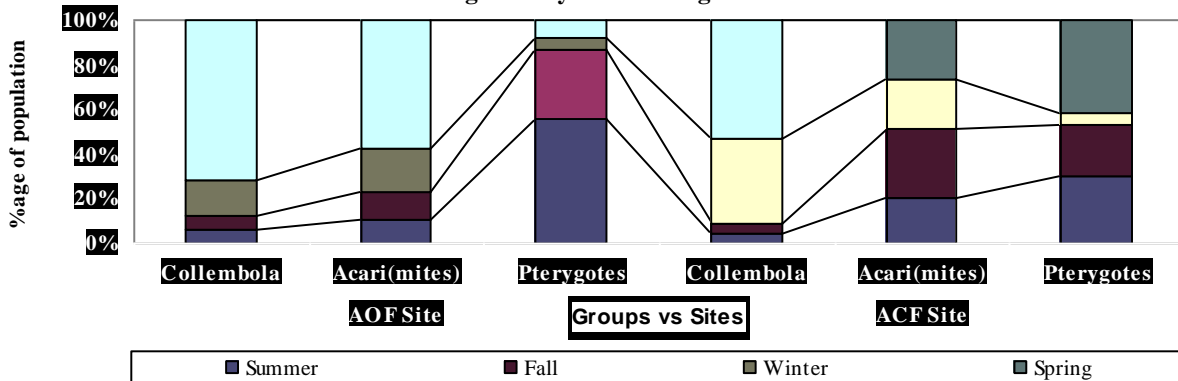 100%
80%
60%
40%
20%
0%
%age of population
Collembola Acari(mites) Pterygotes Collembola Acari(mites) Pterygotes
AOF Site Groups vs Sites ACF Site
Summer Fall Winter Spring